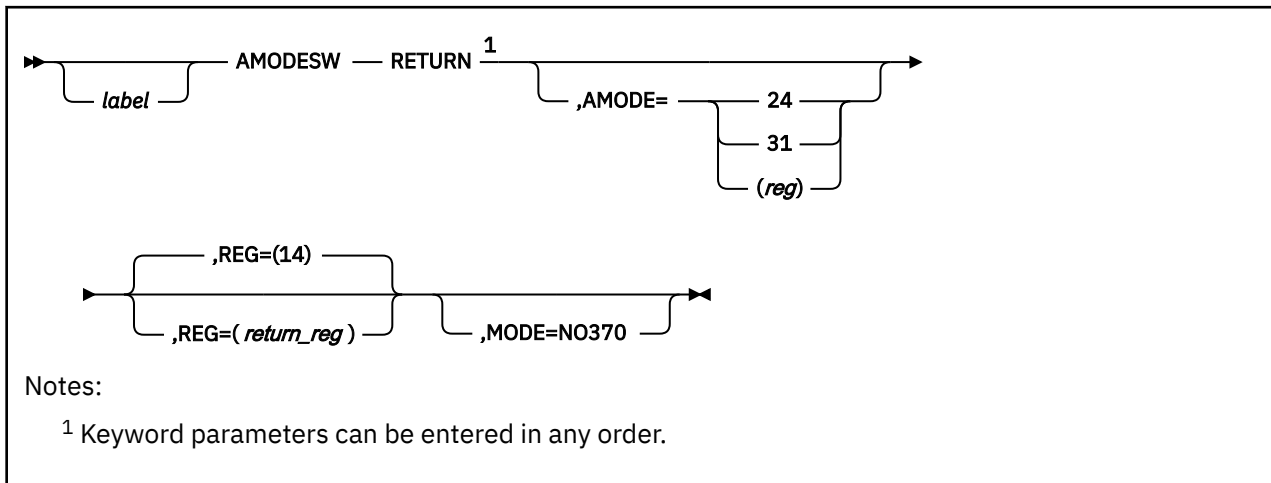 label AMODESW RETURN 1
,AMODE= 24
31
(reg)
,REG=(14)
,REG=( return_reg ) ,MODE=NO370
Notes:
1 Keyword parameters can be entered in any order.